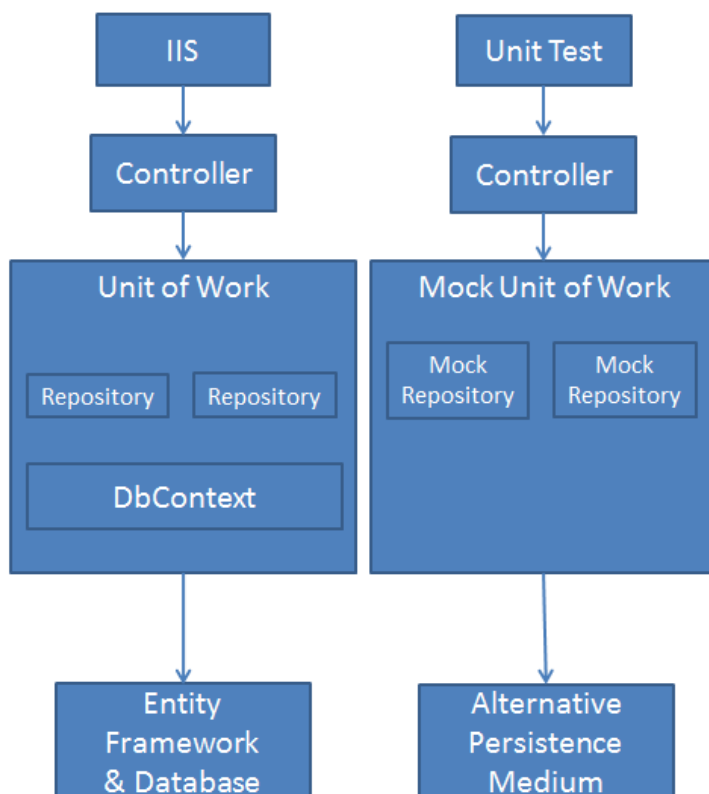 IIS
Controller
Unit of Work
Repository
Repository
DbContext
Entity
Framework
& Database
Unit Test
Controller
Mock Unit of Work
Mock
Repository
Mock
Repository
Alternative
Persistence
Medium